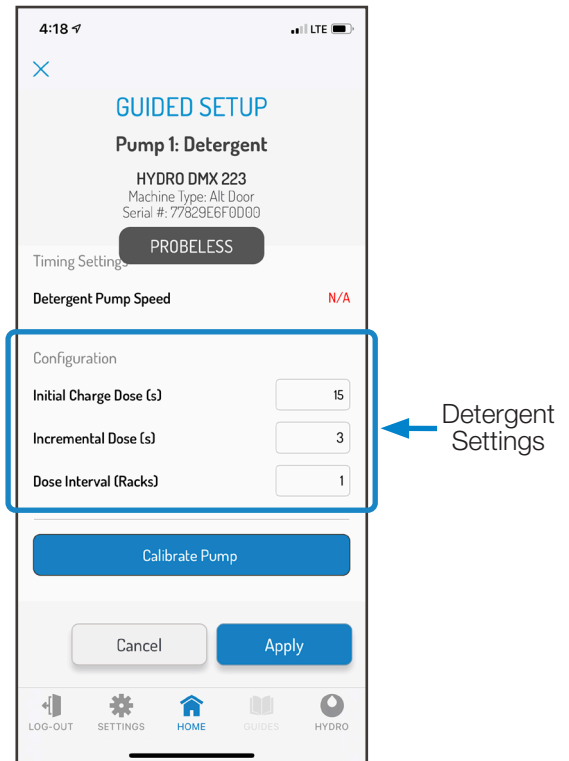 4:18
LTE
GUIDED SETUP
Pump 1: Detergent
HYDRO DMX 223
Machine Type: Alt Door
Serial #: 77829E6F0D00
PROBELESS
Timing Settings
Detergent Pump Speed N/A
Configuration
Initial Charge Dose (s) 15
Incremental Dose (s) 3
Dose Interval (Racks) 1
Detergent
Settings
Calibrate Pump
Cancel Apply
LOG-OUT SETTINGS HOME GUIDES HYDRO